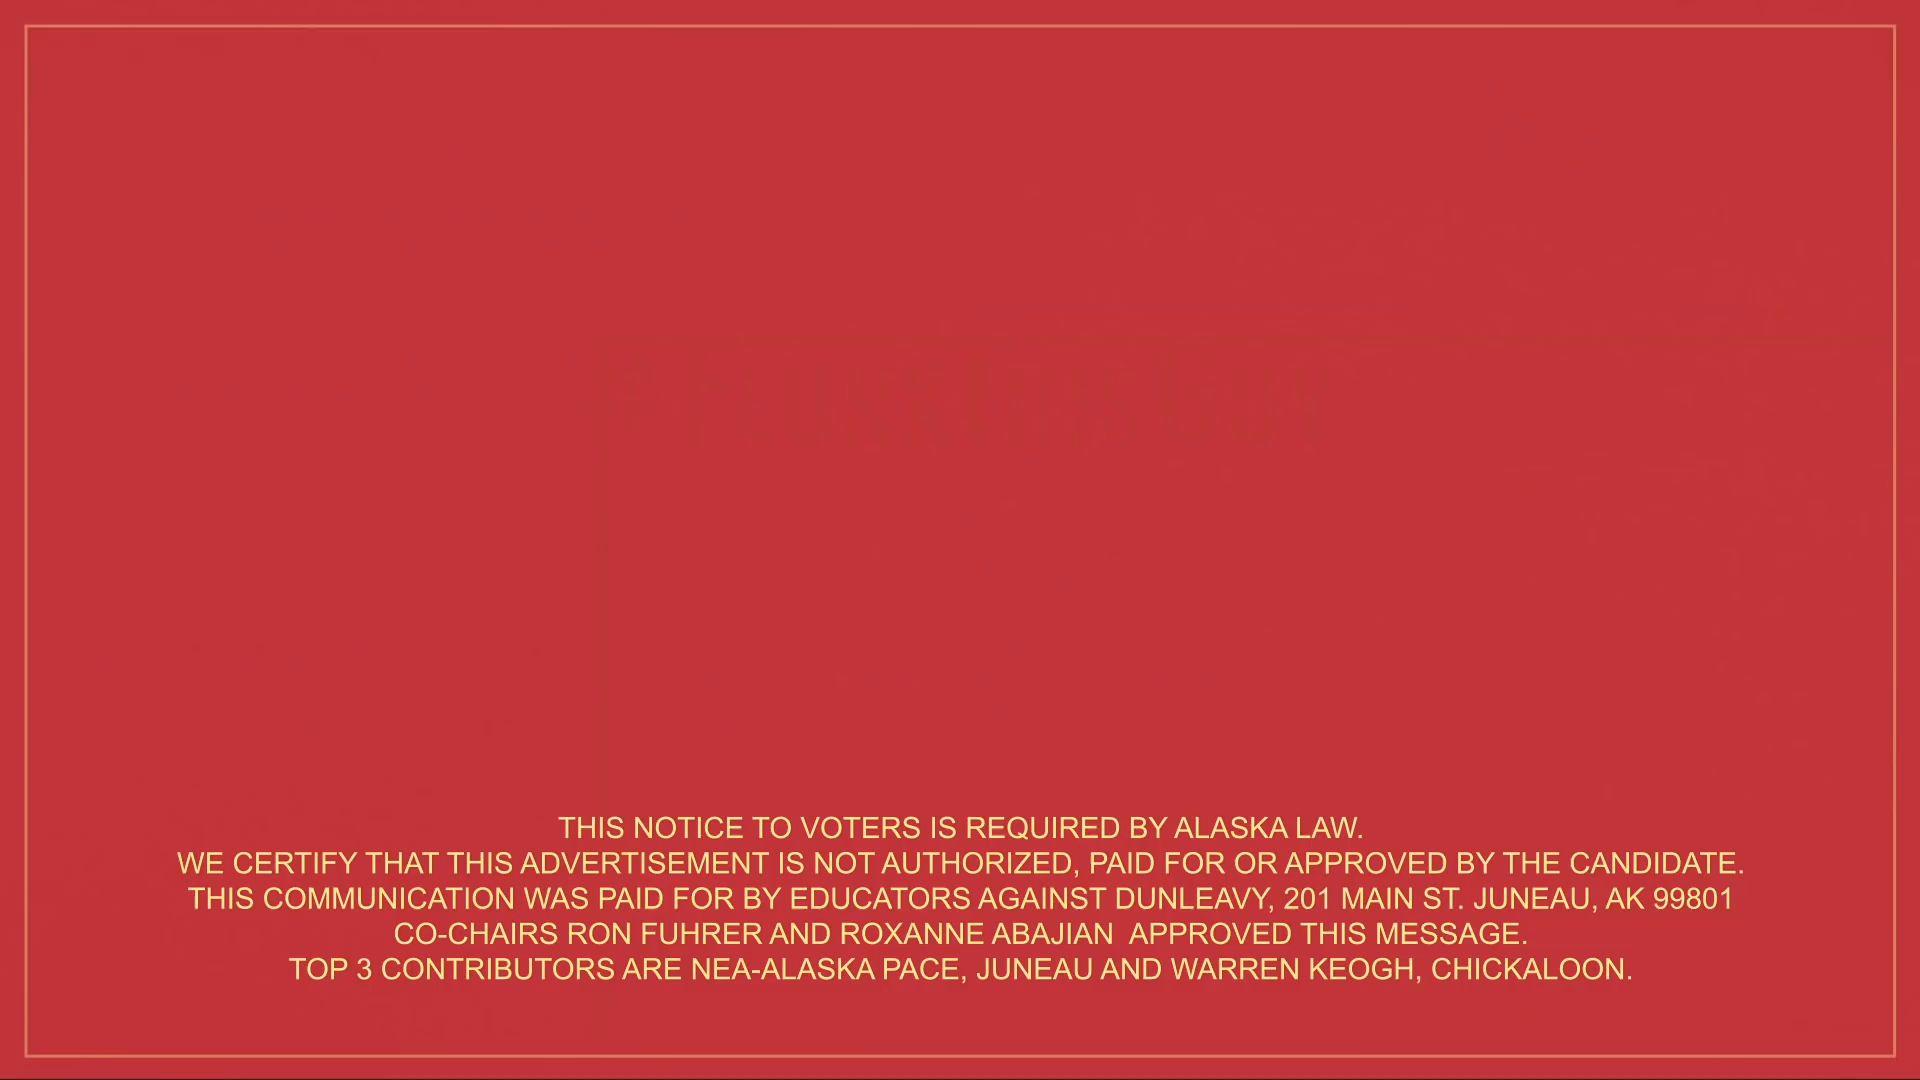 THIS NOTICE TO VOTERS IS REQUIRED BY ALASKA LAW.
WE CERTIFY THAT THIS ADVERTISEMENT IS NOT AUTHORIZED, PAID FOR OR APPROVED BY THE CANDIDATE.
THIS COMMUNICATION WAS PAID FOR BY EDUCATORS AGAINST DUNLEAVY, 201 MAIN ST. JUNEAU, AK 99801
CO-CHAIRS RON FUHRER AND ROXANNE ABAJIAN  APPROVED THIS MESSAGE.
TOP 3 CONTRIBUTORS ARE NEA-ALASKA PACE, JUNEAU AND WARREN KEOGH, CHICKALOON.